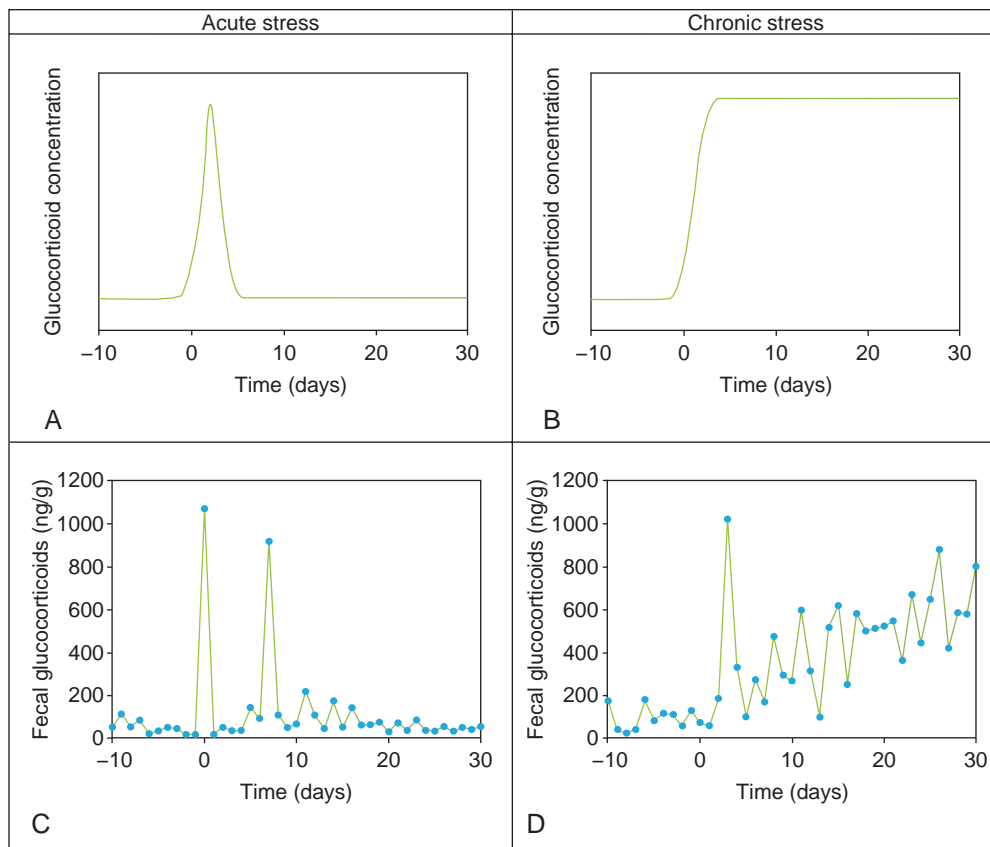 Acute stress
Chronic stress
Glucocorticoid concentration
–10 0 10 20 30
Time (days)
A
Glucocorticoid concentration
–10 0 10 20 30
Time (days)
B
Fecal glucocorticoids (ng/g)
1200
1000
800
600
400
200
0
–10 0 10 20 30
Time (days)
C
Fecal glucocorticoids (ng/g)
1200
1000
800
600
400
200
0
–10 0 10 20 30
Time (days)
D